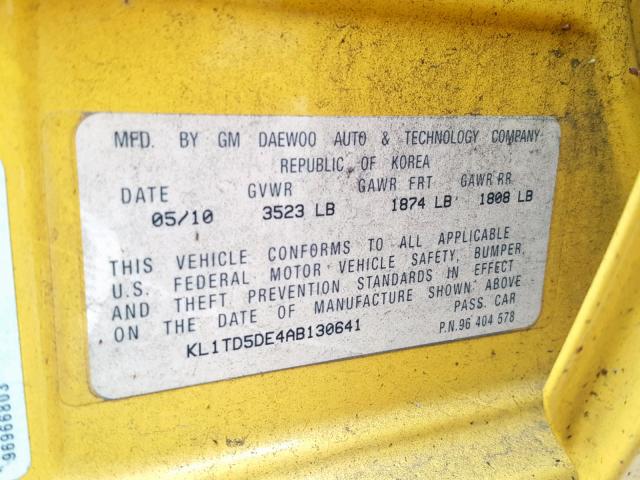 MFD. BY GM DAEWOO AUTO & TECHNOLOGY COMPANY
REPUBLIC OF KOREA
DATE GVWR GAWR FRT GAWR RR
05/10 3523 LB 1874 LB 1808 LB
THIS VEHICLE CONFORMS TO ALL APPLICABLE
U.S. FEDERAL MOTOR VEHICLE SAFETY, BUMPER,
AND THEFT PREVENTION STANDARDS IN EFFECT
ON THE DATE OF MANUFACTURE SHOWN ABOVE
PASS. CAR
KL1TD5DE4AB130641
P.N.96 404 578
96966803